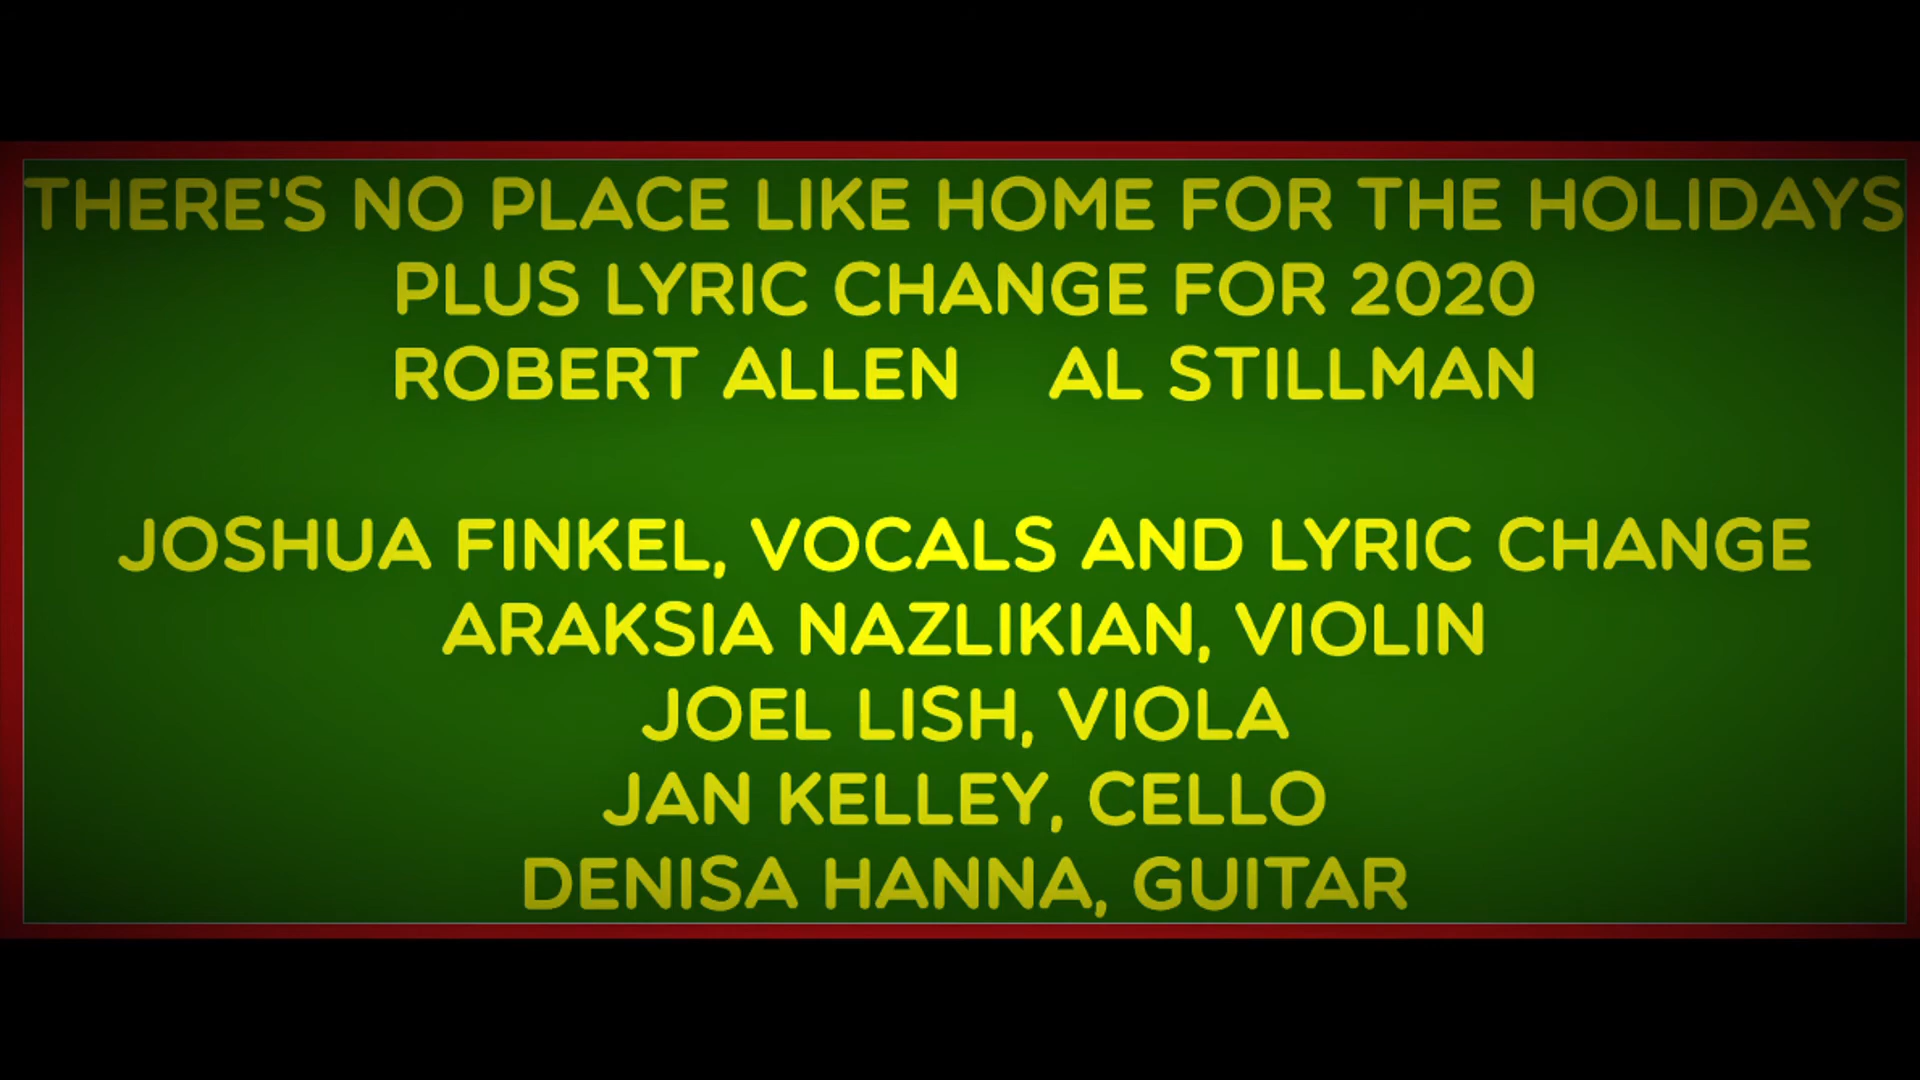 THERE'S NO PLACE LIKE HOME FOR THE HOLIDAYS
PLUS LYRIC CHANGE FOR 2020
ROBERT ALLEN AL STILLMAN
JOSHUA FINKEL, VOCALS AND LYRIC CHANGE
ARAKSIA NAZLIKIAN, VIOLIN
JOEL LISH, VIOLA
JAN KELLEY, CELLO
DENISA HANNA, GUITAR